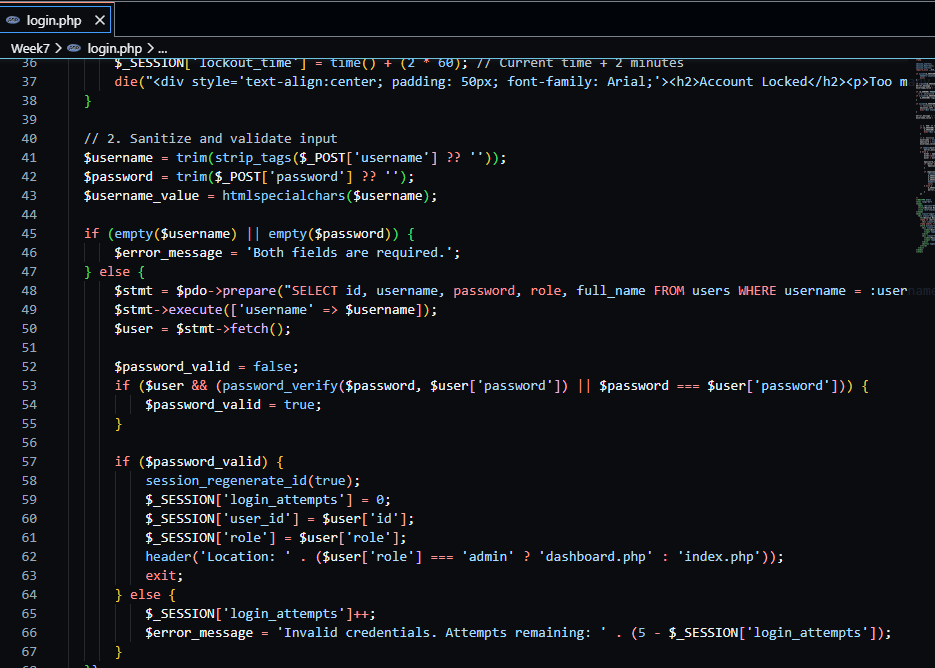 login.php
Week7 > login.php > ...
36 $_SESSION['lockout_time'] = time() + (2 * 60); // Current time + 2 minutes
37 die("<div style='text-align:center; padding: 50px; font-family: Arial;'><h2>Account Locked</h2><p>Too m
38 }
39
40 // 2. Sanitize and validate input
41 $username = trim(strip_tags($_POST['username'] ?? ''));
42 $password = trim($_POST['password'] ?? '');
43 $username_value = htmlspecialchars($username);
44
45 if (empty($username) || empty($password)) {
46 $error_message = 'Both fields are required.';
47 } else {
48 $stmt = $pdo->prepare("SELECT id, username, password, role, full_name FROM users WHERE username = :username
49 $stmt->execute(['username' => $username]);
50 $user = $stmt->fetch();
51
52 $password_valid = false;
53 if ($user && (password_verify($password, $user['password']) || $password === $user['password'])) {
54 $password_valid = true;
55 }
56
57 if ($password_valid) {
58 session_regenerate_id(true);
59 $_SESSION['login_attempts'] = 0;
60 $_SESSION['user_id'] = $user['id'];
61 $_SESSION['role'] = $user['role'];
62 header('Location: ' . ($user['role'] === 'admin' ? 'dashboard.php' : 'index.php'));
63 exit;
64 } else {
65 $_SESSION['login_attempts']++;
66 $error_message = 'Invalid credentials. Attempts remaining: ' . (5 - $_SESSION['login_attempts']);
67 }